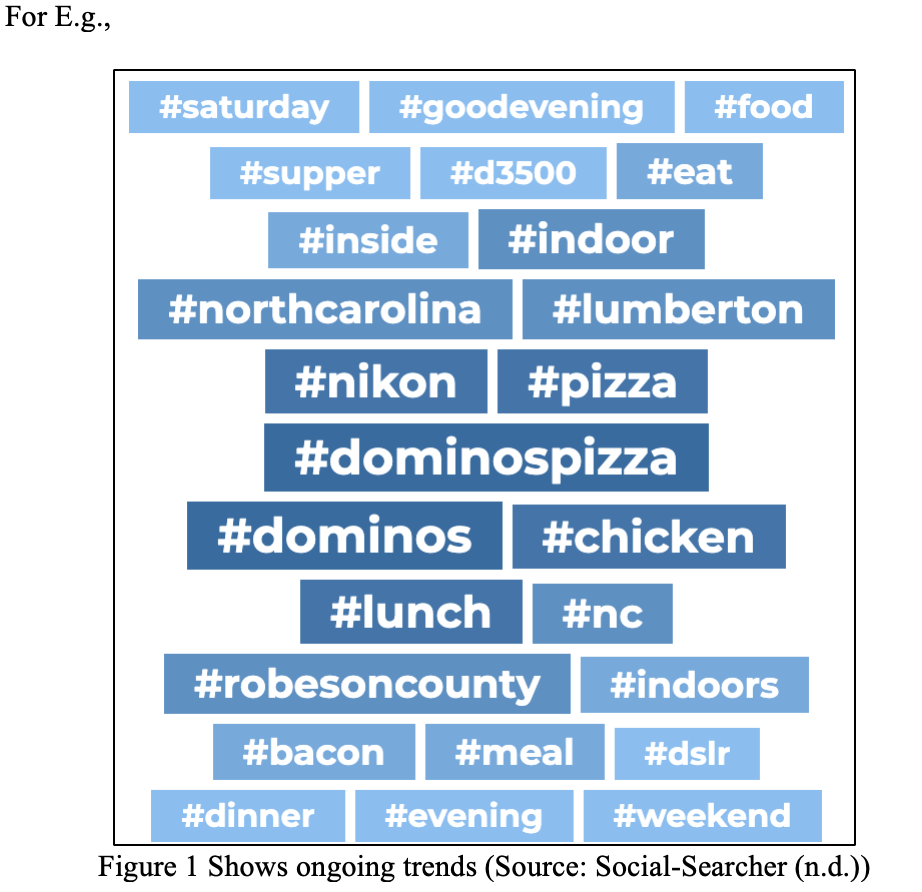 For E.g.,
#saturday #goodevening #food
#supper #d3500 #eat
#inside #indoor
#northcarolina #lumberton
#nikon #pizza
#dominospizza
#dominos #chicken
#lunch #nc
#robesoncounty #indoors
#bacon #meal #dslr
#dinner #evening #weekend
Figure 1 Shows ongoing trends (Source: Social-Searcher (n.d.))